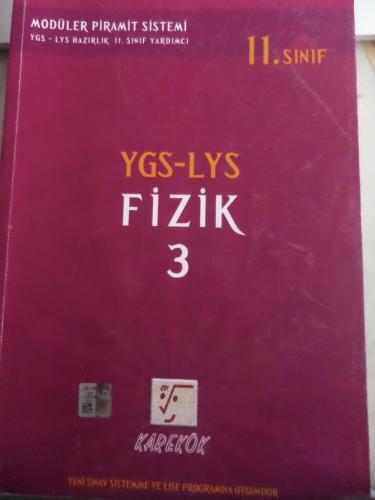 MODÜLER PİRAMİT SİSTEMİ
YGS - LYS HAZIRLIK 11. SINIF YARDIMCI
11. SINIF
YGS-LYS
FİZİK
3
KAREKÖK
YENİ SINAV SİSTEMİNE VE LİSE PROGRAMINA UYGUNDUR